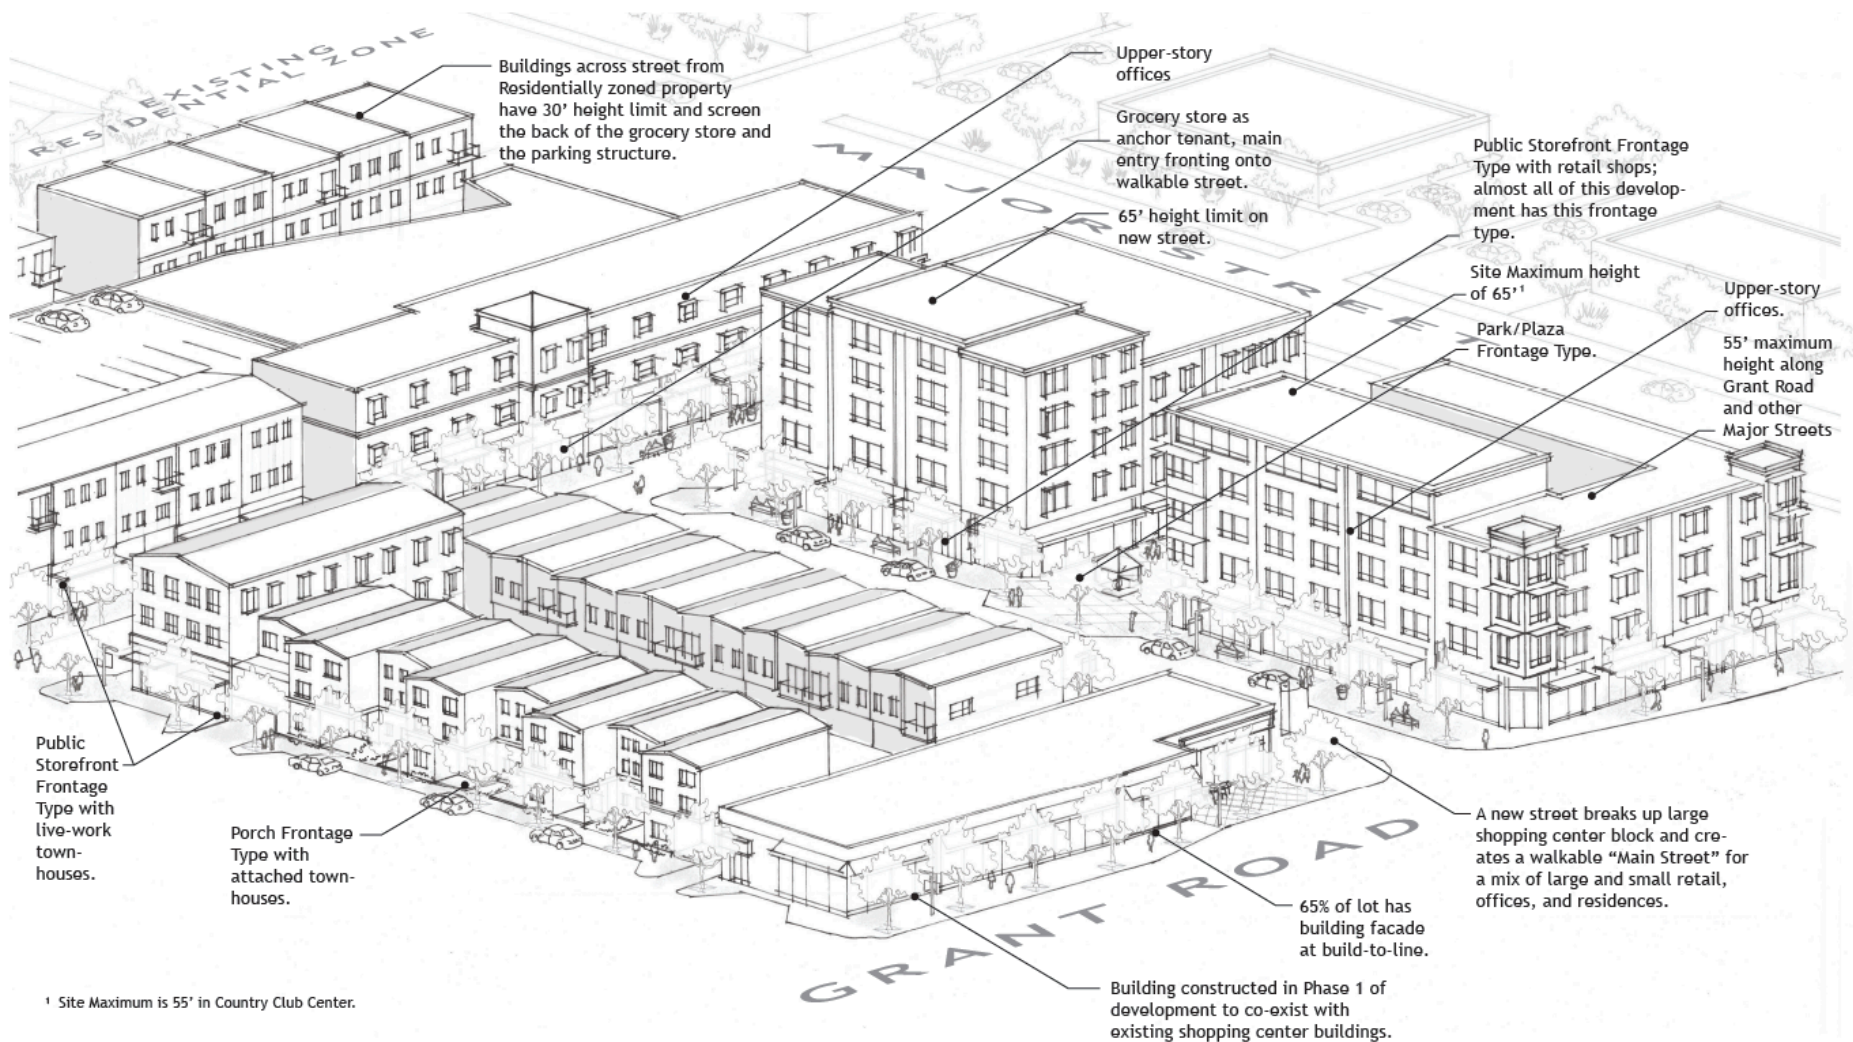 EXISTING
RESIDENTIAL ZONE
Buildings across street from
Residentially zoned property
have 30’ height limit and screen
the back of the grocery store and
the parking structure.
Upper-story
offices
Grocery store as
anchor tenant, main
entry fronting onto
walkable street.
65’ height limit on
new street.
MAJOR STREET
Public Storefront Frontage
Type with retail shops;
almost all of this develop-
ment has this frontage
type.
Site Maximum height
of 65’¹
Park/Plaza
Frontage Type.
Upper-story
offices.
55’ maximum
height along
Grant Road
and other
Major Streets
Public
Storefront
Frontage
Type with
live-work
town-
houses.
Porch Frontage
Type with
attached town-
houses.
GRANT ROAD
A new street breaks up large
shopping center block and cre-
ates a walkable “Main Street” for
a mix of large and small retail,
offices, and residences.
65% of lot has
building facade
at build-to-line.
Building constructed in Phase 1 of
development to co-exist with
existing shopping center buildings.
¹ Site Maximum is 55’ in Country Club Center.